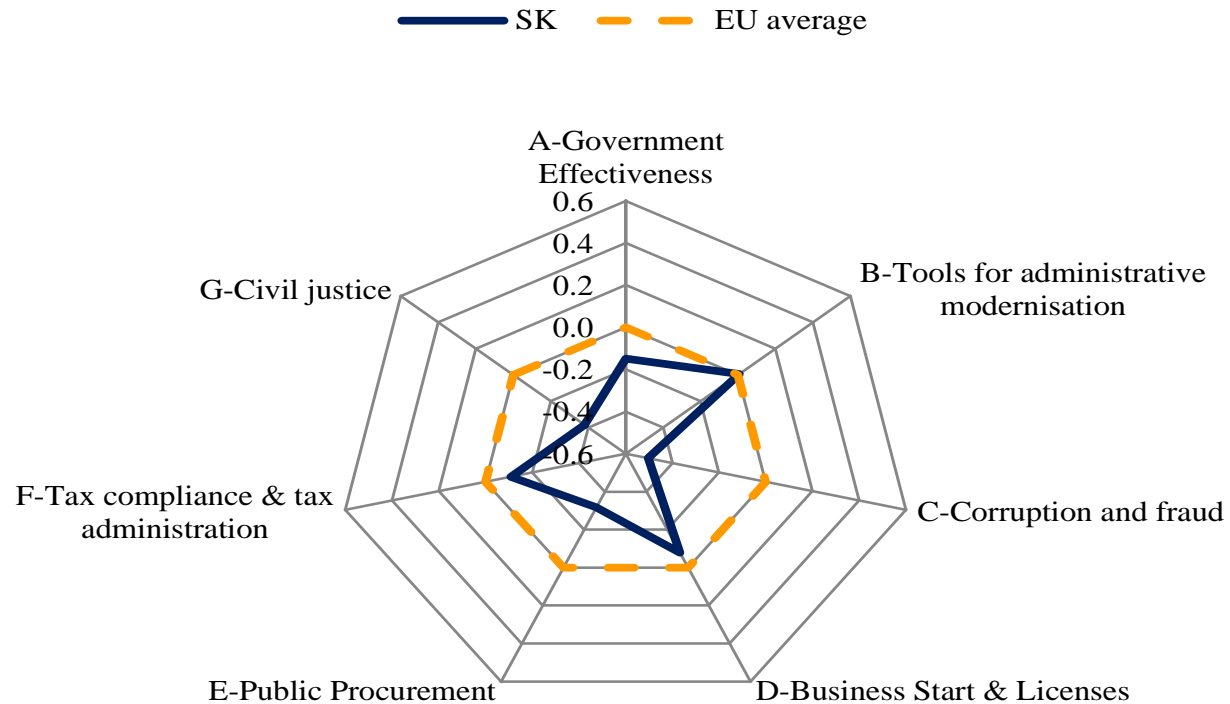 SK
EU average
A-Government
Effectiveness
0.6
0.4
0.2
0.0
-0.2
-0.4
-0.6
B-Tools for administrative
modernisation
G-Civil justice
C-Corruption and fraud
F-Tax compliance & tax
administration
E-Public Procurement
D-Business Start & Licenses